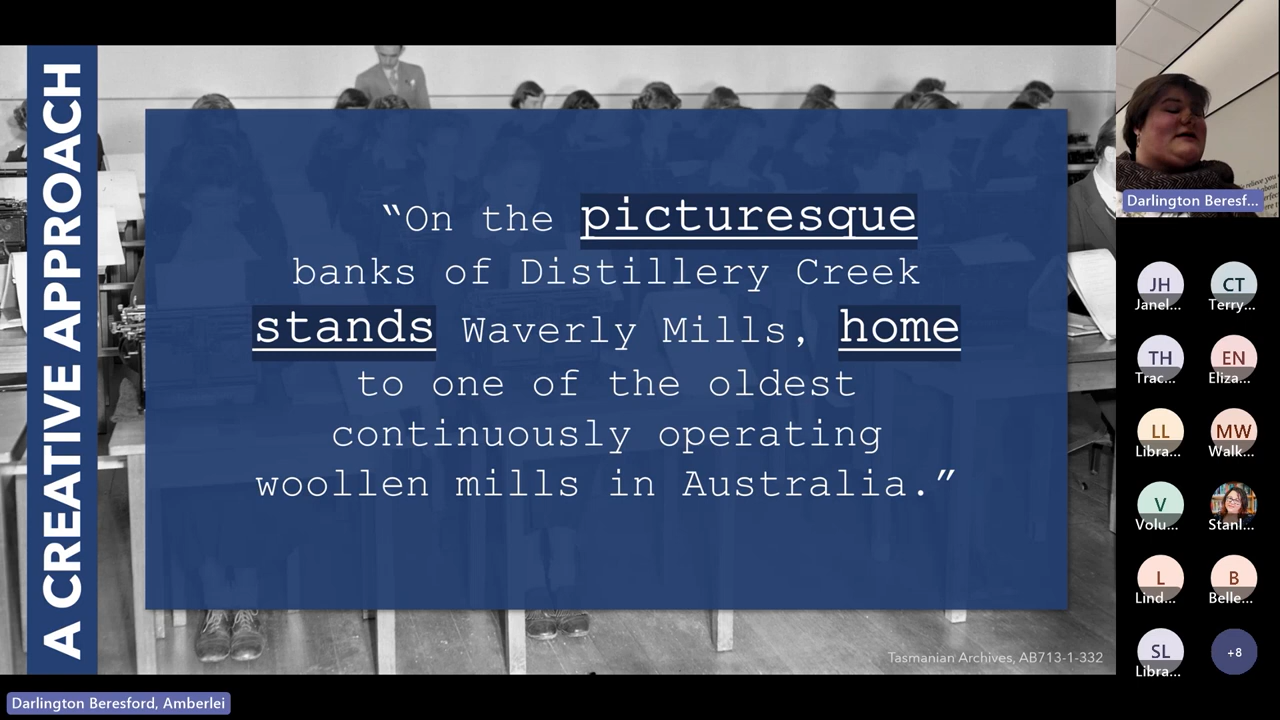 A CREATIVE APPROACH
“On the picturesque
banks of Distillery Creek
stands Waverly Mills, home
to one of the oldest
continuously operating
woollen mills in Australia.”
Tasmanian Archives, AB713-1-332
Darlington Beresford, Amberlei
Darlington Beresf...
JH CT
Janel... Terry...
TH EN
Trac... Eliza...
LL MW
Libra... Walk...
V
Volu... Stanl...
L B
Lind... Belle...
SL +8
Libra...